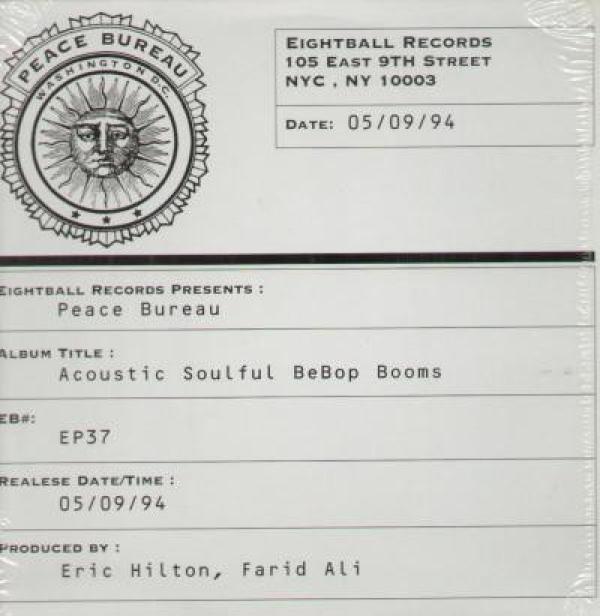 PEACE BUREAU
WASHINGTON D.C.
EIGHTBALL RECORDS
105 EAST 9TH STREET
NYC , NY 10003
DATE: 05/09/94
EIGHTBALL RECORDS PRESENTS :
Peace Bureau
ALBUM TITLE :
Acoustic Soulful BeBop Booms
EB#:
EP37
REALESE DATE/TIME :
05/09/94
PRODUCED BY :
Eric Hilton, Farid Ali